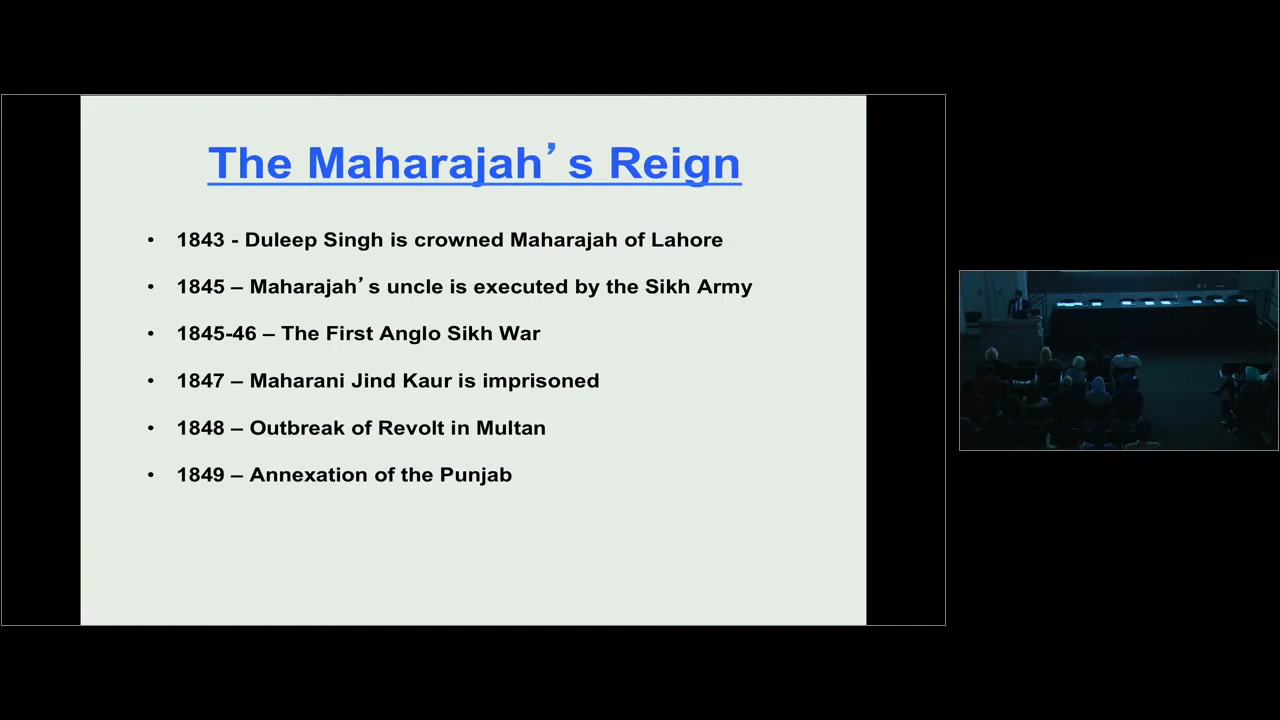 The Maharajah’s Reign
• 1843 - Duleep Singh is crowned Maharajah of Lahore
• 1845 – Maharajah’s uncle is executed by the Sikh Army
• 1845-46 – The First Anglo Sikh War
• 1847 – Maharani Jind Kaur is imprisoned
• 1848 – Outbreak of Revolt in Multan
• 1849 – Annexation of the Punjab